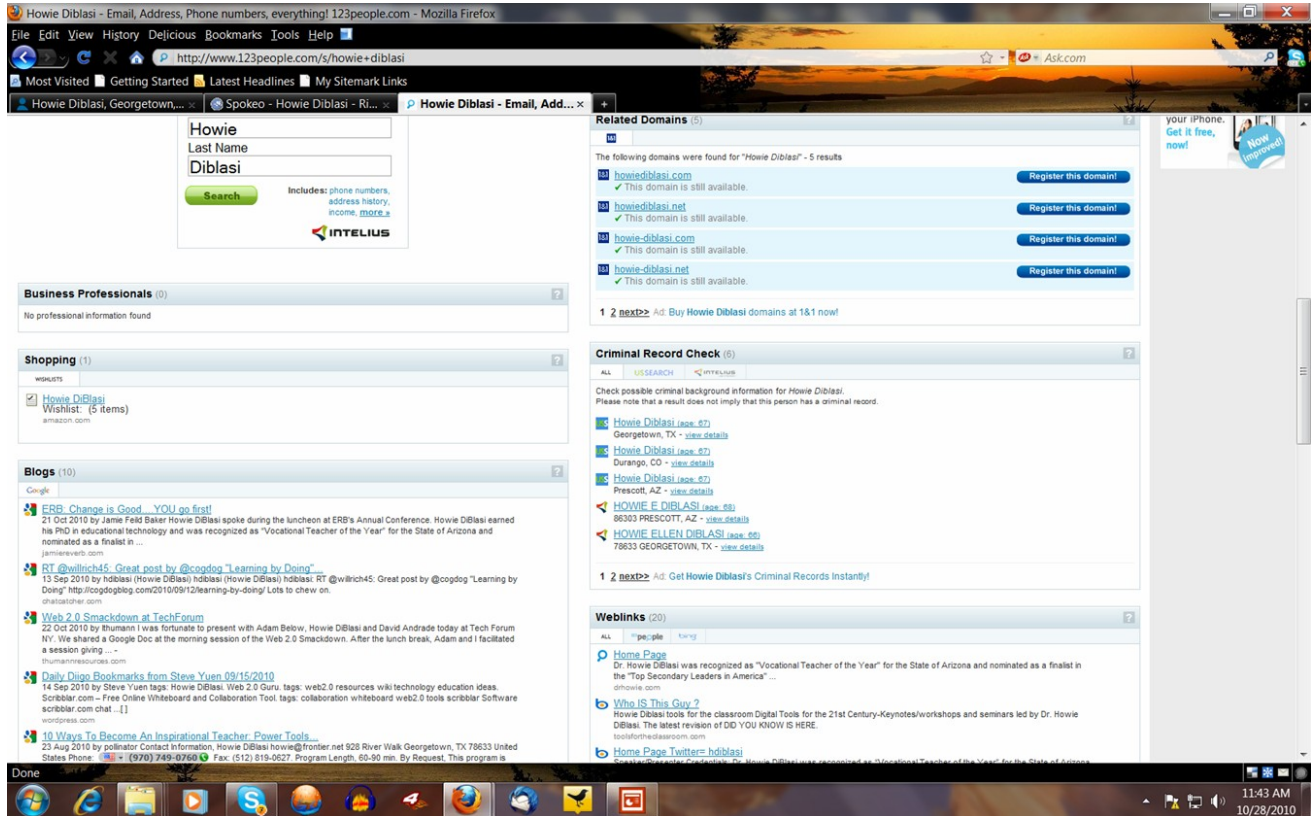 Howie Diblasi - Email, Address, Phone numbers, everything! 123people.com - Mozilla Firefox
File Edit View History Delicious Bookmarks Tools Help
http://www.123people.com/s/howie+diblasi
Ask.com
Most Visited Getting Started Latest Headlines My Sitemark Links
Howie Diblasi, Georgetown,... Spokeo - Howie Diblasi - Ri... Howie Diblasi - Email, Add...
Howie
Last Name
Diblasi
Search
Includes: phone numbers,
address history,
income, more »
INTELIUS
Business Professionals (0)
No professional information found
Shopping (1)
WISHLISTS
Howie DiBlasi
Wishlist: (5 items)
amazon.com
Blogs (10)
Google
ERB: Change is Good....YOU go first!
21 Oct 2010 by Jamie Feild Baker Howie DiBlasi spoke during the luncheon at ERB's Annual Conference. Howie DiBlasi earned
his PhD in educational technology and was recognized as "Vocational Teacher of the Year" for the State of Arizona and
nominated as a finalist in ...
jamiereverb.com
RT @willrich45: Great post by @cogdog "Learning by Doing"...
13 Sep 2010 by hdiblasi (Howie DiBlasi) hdiblasi (Howie DiBlasi) hdiblasi: RT @willrich45: Great post by @cogdog "Learning by
Doing" http://cogdogblog.com/2010/09/12/learning-by-doing/ Lots to chew on.
chatcatcher.com
Web 2.0 Smackdown at TechForum
22 Oct 2010 by lthumann I was fortunate to present with Adam Bellow, Howie DiBlasi and David Andrade today at Tech Forum
NY. We shared a Google Doc at the morning session of the Web 2.0 Smackdown. After the lunch break, Adam and I facilitated
a session giving ... -
thumannresources.com
Daily Diigo Bookmarks from Steve Yuen 09/15/2010
14 Sep 2010 by Steve Yuen tags: Howie DiBlasi. Web 2.0 Guru. tags: web2.0 resources wiki technology education ideas.
Scribblar.com – Free Online Whiteboard and Collaboration Tool. tags: collaboration whiteboard web2.0 tools scribblar Software
scribblar.com chat ...[ ]
wordpress.com
10 Ways To Become An Inspirational Teacher: Power Tools...
23 Aug 2010 by pollinator Contact Information, Howie DiBlasi howie@frontier.net 928 River Walk Georgetown, TX 78633 United
States Phone: (970) 749-0760 Fax: (512) 819-0627. Program Length, 60-90 min. By Request, This program is
Related Domains (5)
1&1
The following domains were found for "Howie Diblasi" - 5 results
howiediblasi.com Register this domain!
✓ This domain is still available.
howiediblasi.net Register this domain!
✓ This domain is still available.
howie-diblasi.com Register this domain!
✓ This domain is still available.
howie-diblasi.net Register this domain!
✓ This domain is still available.
1 2 next>> Ad: Buy Howie Diblasi domains at 1&1 now!
Criminal Record Check (6)
ALL USSEARCH INTELIUS
Check possible criminal background information for Howie Diblasi.
Please note that a result does not imply that this person has a criminal record.
Howie Diblasi (age: 67)
Georgetown, TX - view details
Howie Diblasi (age: 67)
Durango, CO - view details
Howie Diblasi (age: 67)
Prescott, AZ - view details
HOWIE E DIBLASI (age: 68)
86303 PRESCOTT, AZ - view details
HOWIE ELLEN DIBLASI (age: 66)
78633 GEORGETOWN, TX - view details
1 2 next>> Ad: Get Howie Diblasi's Criminal Records Instantly!
Weblinks (20)
ALL people bing
Home Page
Dr. Howie DiBlasi was recognized as "Vocational Teacher of the Year" for the State of Arizona and nominated as a finalist in
the "Top Secondary Leaders in America" ...
drhowie.com
Who IS This Guy ?
Howie Diblasi tools for the classroom Digital Tools for the 21st Century-Keynotes/workshops and seminars led by Dr. Howie
DiBlasi. The latest revision of DID YOU KNOW IS HERE.
toolsfortheclassroom.com
Home Page Twitter= hdiblasi
Speaker/Presenter Credentials: Dr. Howie DiBlasi was recognized as "Vocational Teacher of the Year" for the State of Arizona
your iPhone.
Get it free,
now!
Now
Improved!
Done
11:43 AM
10/28/2010